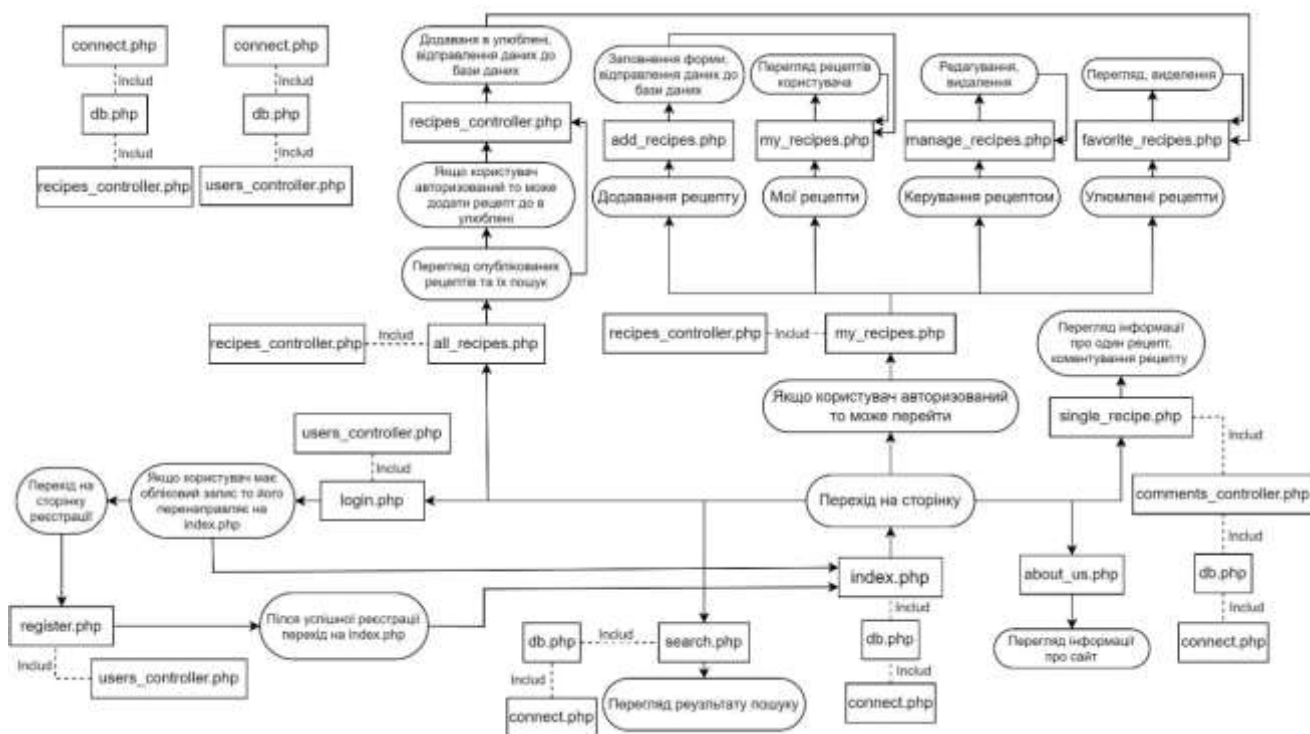 connect.php
Includ
db.php
Includ
recipes_controller.php
connect.php
Includ
db.php
Includ
users_controller.php
Додаваня в улюблені,
відправлення даних до
бази даних
recipes_controller.php
Якщо користувач
авторизований то може
додати рецепт до в
улюблені
Перегляд опублікованих
рецептів та їх пошук
recipes_controller.php
Includ
all_recipes.php
Заповнення форми,
відправлення даних до
бази даних
add_recipes.php
Додавання рецепту
Перегляд рецептів
користувача
my_recipes.php
Мої рецепти
Редагування,
видалення
manage_recipes.php
Керування рецептом
Перегляд, виделення
favorite_recipes.php
Улюмлені рецепти
recipes_controller.php
Includ
my_recipes.php
Якщо користувач авторизований
то може перейти
Перегляд інформації
про один рецепт,
коментування рецепту
single_recipe.php
Includ
comments_controller.php
Includ
db.php
Includ
connect.php
users_controller.php
Includ
login.php
Якщо користувач має
обліковий запис то його
перенаправляє на
index.php
Перехід на
сторінку
реєстрації
Перехід на сторінку
register.php
Includ
users_controller.php
Пілся успішної реєстрації
перехід на index.php
index.php
Includ
db.php
Includ
connect.php
db.php
Includ
search.php
Includ
connect.php
Перегляд реузльтату пошуку
about_us.php
Перегляд інформації
про сайт